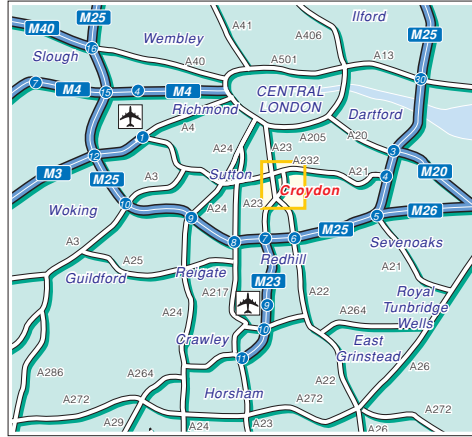 M40
M25
A41
A406
Ilford
M25
Wembley
Slough
16
A40
A501
A13
7
M4
15
4
M4
CENTRAL
LONDON
20
Richmond
Dartford
1
A4
A24
A23
A205
A20
12
A232
3
M3
M25
A3
Sutton
A21
4
M20
Croydon
10
Woking
9
A24
A23
5
M26
A3
8
7
6
M25
Sevenoaks
A25
Redhill
Guildford
Reigate
M23
A21
A217
A22
Royal
Tunbridge
Wells
9
A264
A24
10
Crawley
East
Grinstead
11
A286
A264
A264
A26
Horsham
A22
A272
A272
A272
A29
A24
A23
A22
A26